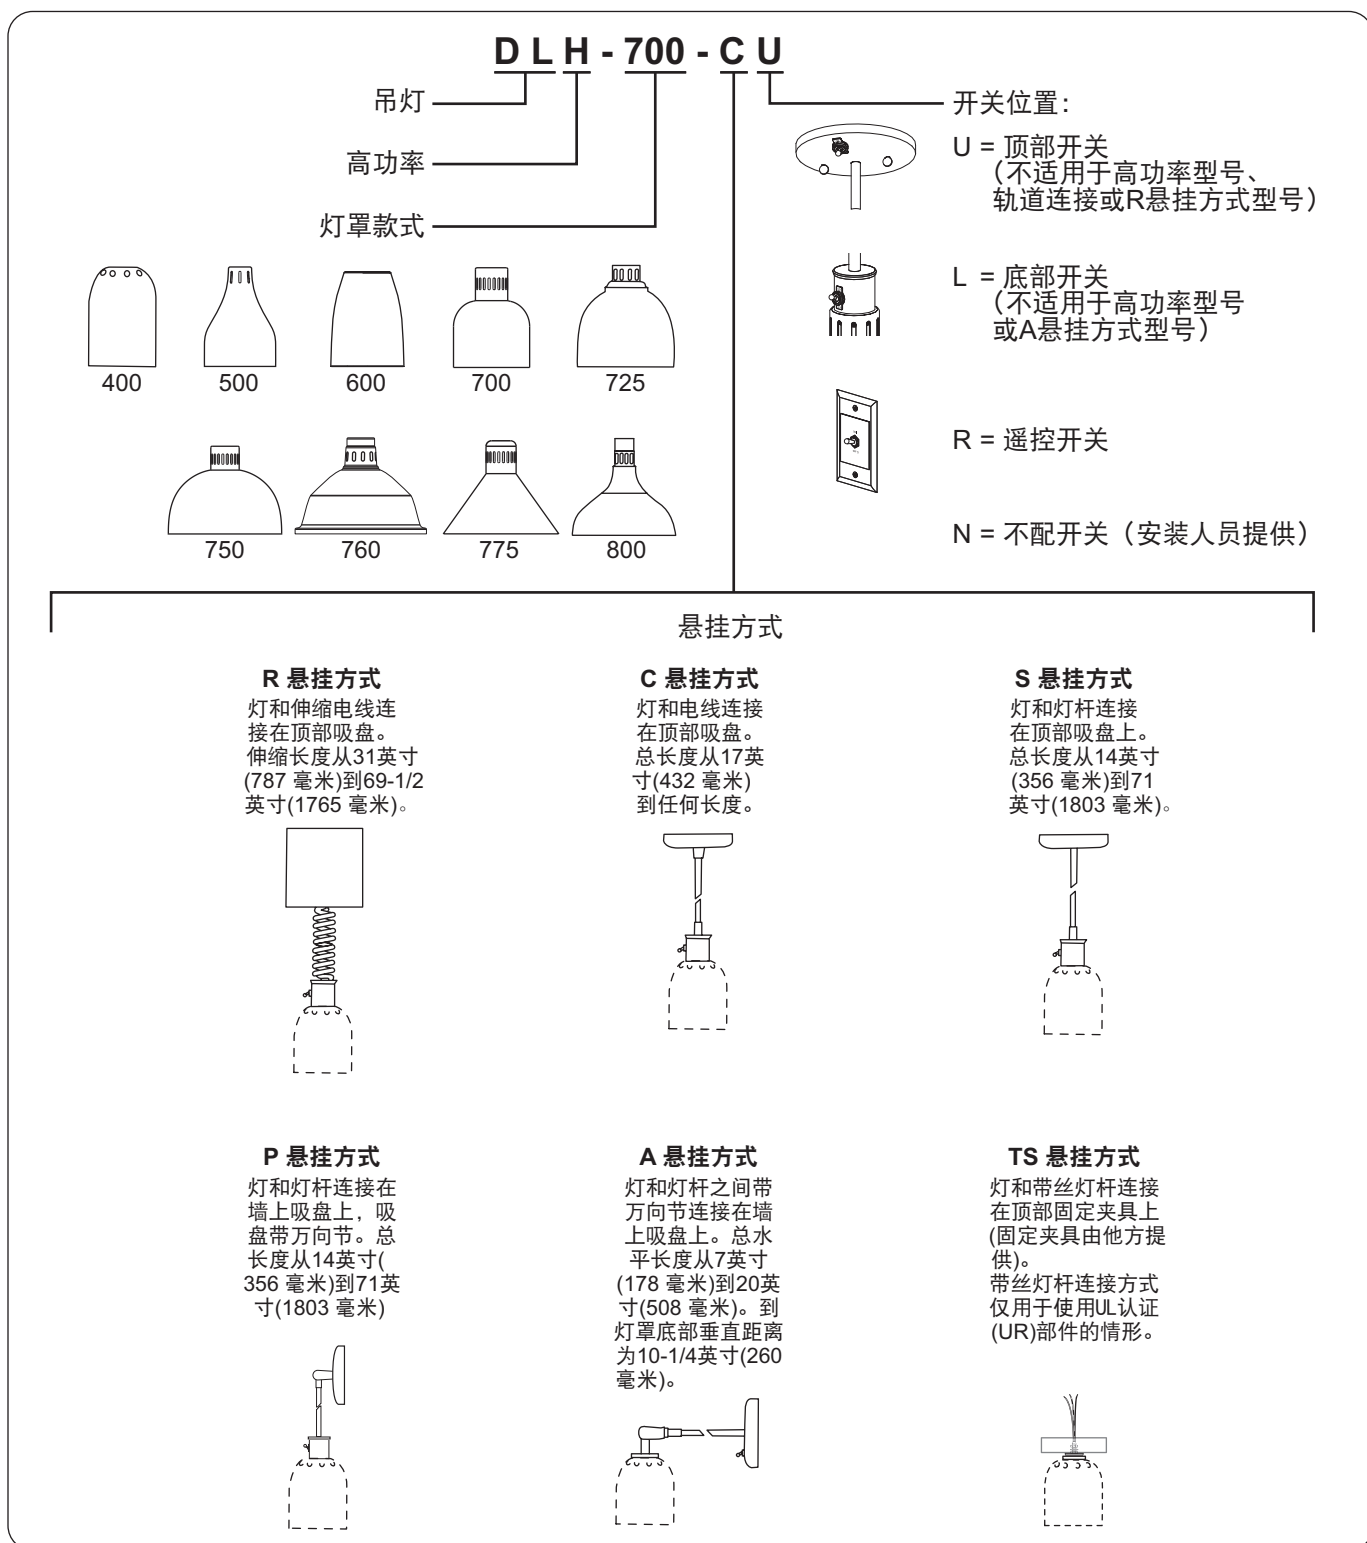 DLH-700-CU
吊灯
高功率
灯罩款式
400
500
600
700
725
750
760
775
800
开关位置：
U = 顶部开关
（不适用于高功率型号、
轨道连接或R悬挂方式型号）
L = 底部开关
（不适用于高功率型号
或A悬挂方式型号）
R = 遥控开关
N = 不配开关（安装人员提供）
悬挂方式
R 悬挂方式
灯和伸缩电线连
接在顶部吸盘。
伸缩长度从31英寸
(787 毫米)到69-1/2
英寸(1765 毫米)。
C 悬挂方式
灯和电线连接
在顶部吸盘。
总长度从17英
寸(432 毫米)
到任何长度。
S 悬挂方式
灯和灯杆连接
在顶部吸盘上。
总长度从14英寸
(356 毫米)到71
英寸(1803 毫米)。
P 悬挂方式
灯和灯杆连接在
墙上吸盘上，吸
盘带万向节。总
长度从14英寸(
356 毫米)到71英
寸(1803 毫米)
A 悬挂方式
灯和灯杆之间带
万向节连接在墙
上吸盘上。总水
平长度从7英寸
(178 毫米)到20英
寸(508 毫米)。到
灯罩底部垂直距离
为10-1/4英寸(260
毫米)。
TS 悬挂方式
灯和带丝灯杆连接
在顶部固定夹具上
(固定夹具由他方提
供)。
带丝灯杆连接方式
仅用于使用UL认证
(UR)部件的情形。